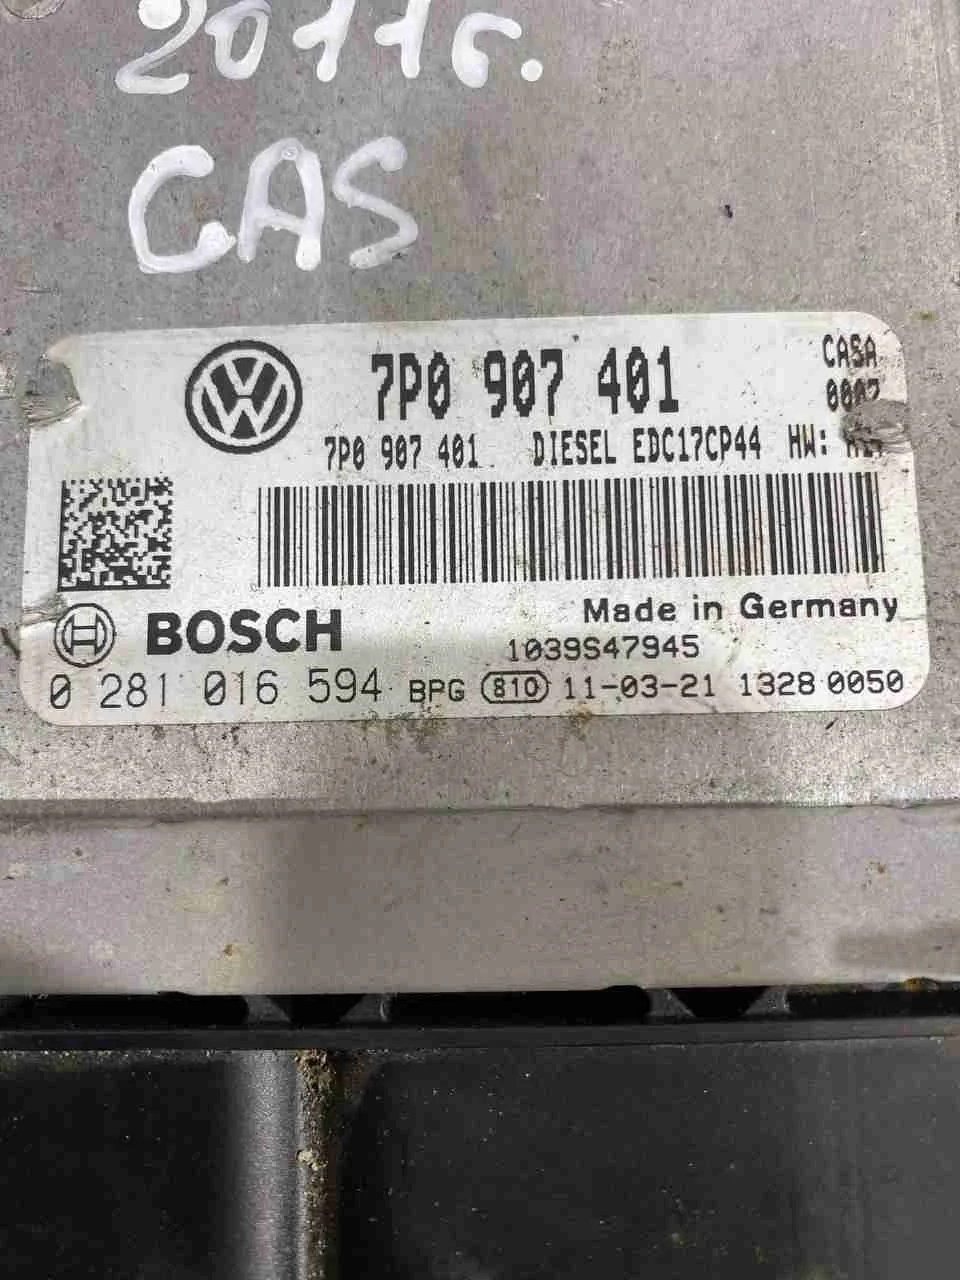 2011г.
CAS
7P0 907 401
CASA
7P0 907 401 DIESEL EDC17CP44 HW:
Made in Germany
BOSCH
1039S47945
0 281 016 594 BPG 810 11-03-21 1328 0050